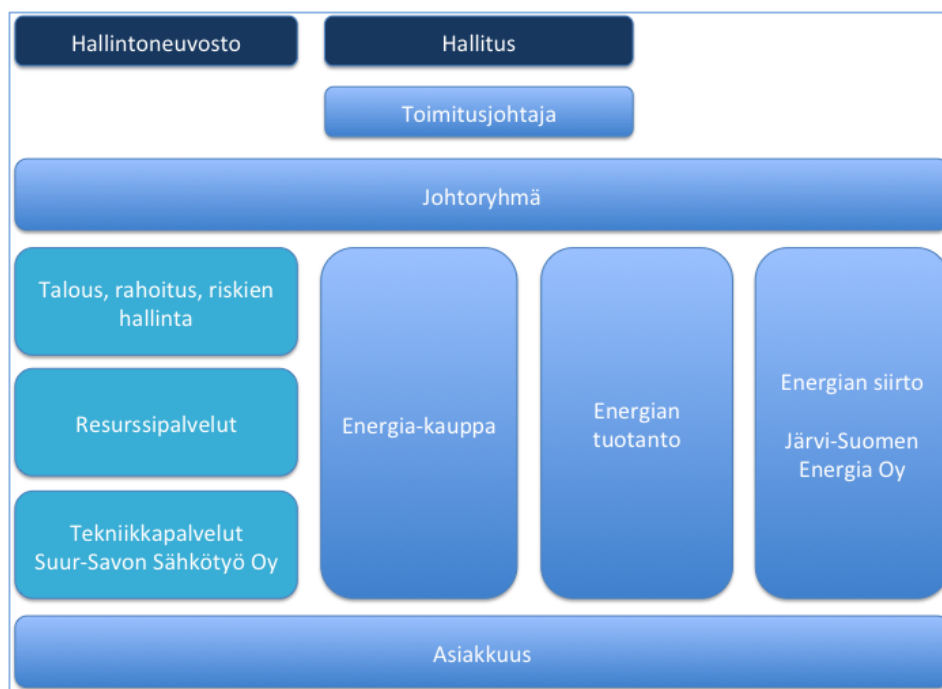 Hallintoneuvosto
Hallitus
Toimitusjohtaja
Johtoryhmä
Talous, rahoitus, riskien
hallinta
Resurssipalvelut
Tekniikkapalvelut
Suur-Savon Sähkötyö Oy
Energia-kauppa
Energian
tuotanto
Energian siirto
Järvi-Suomen
Energia Oy
Asiakkuus